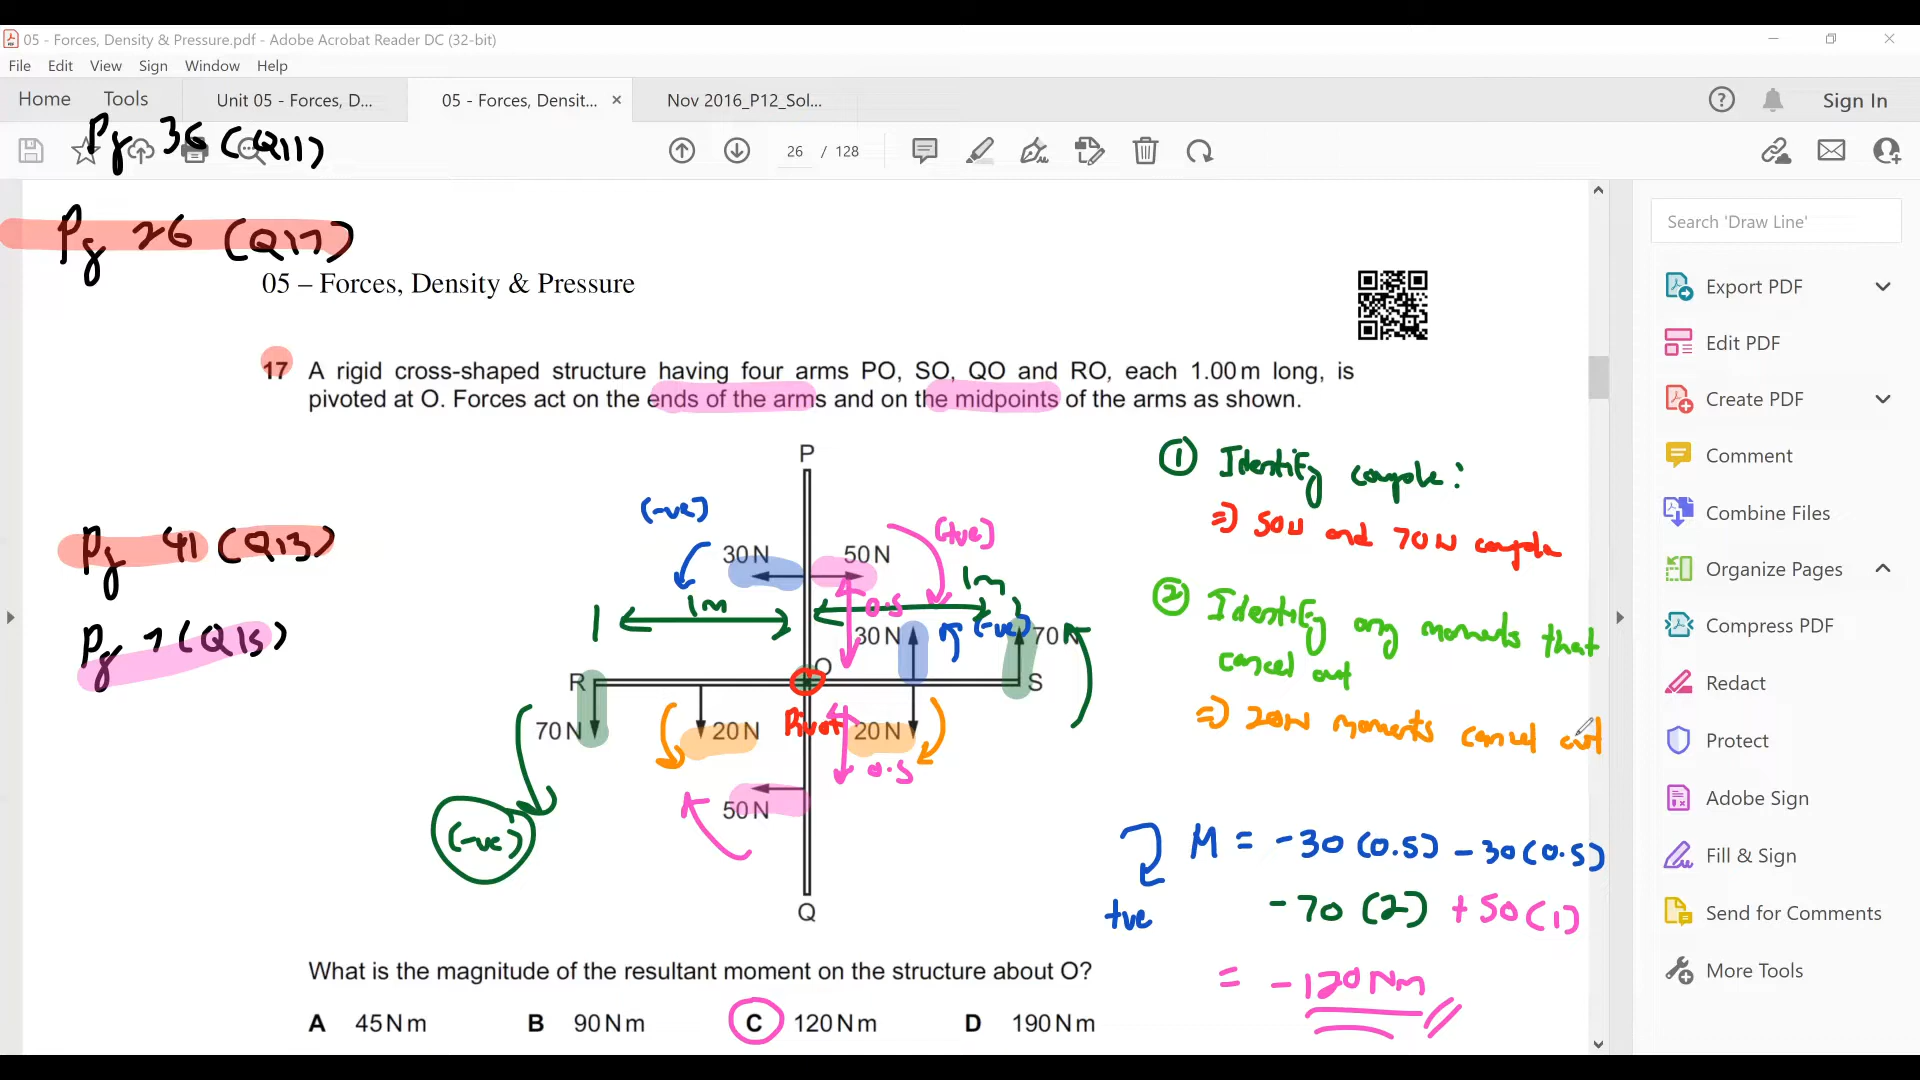 05 - Forces, Density & Pressure.pdf - Adobe Acrobat Reader DC (32-bit)
File Edit View Sign Window Help
Home Tools Unit 05 - Forces, D... 05 - Forces, Densit... × Nov 2016_P12_Sol... Sign In
26 / 128
Pg 36 (Q11)
Pg 26 (Q17)
Pg 41 (Q13)
Pg 7 (Q15)
05 – Forces, Density & Pressure
17 A rigid cross-shaped structure having four arms PO, SO, QO and RO, each 1.00 m long, is
pivoted at O. Forces act on the ends of the arms and on the midpoints of the arms as shown.
P
(-ve)
(+ve)
30 N
50 N
1m
1m
0.5
30 N
(-ve)
70 N
R
O
S
70 N
20 N
Pivot
20 N
0.5
50 N
(-ve)
Q
① Identify couple:
⇒ 50N and 70N couple
② Identify any moments that
cancel out
⇒ 20N moments cancel out
M = -30 (0.5) - 30 (0.5)
+ve
-70 (2) + 50 (1)
= -120 Nm
What is the magnitude of the resultant moment on the structure about O?
A 45 N m B 90 N m C 120 N m D 190 N m
Search 'Draw Line'
Export PDF
Edit PDF
Create PDF
Comment
Combine Files
Organize Pages
Compress PDF
Redact
Protect
Adobe Sign
Fill & Sign
Send for Comments
More Tools